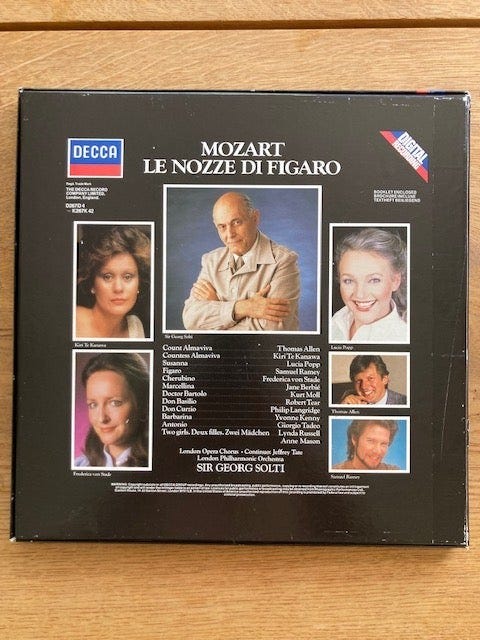 MOZART
LE NOZZE DI FIGARO
DECCA
Regd. Trade Mark
THE DECCA RECORD
COMPANY LIMITED,
London, England.
D267D 4
K267K 42
DIGITAL
RECORDING
BOOKLET ENCLOSED
BROCHURE INCLUSE
TEXTHEFT BEILIEGEND
Kiri Te Kanawa
Sir Georg Solti
Lucia Popp
Count Almaviva Thomas Allen
Countess Almaviva Kiri Te Kanawa
Susanna Lucia Popp
Figaro Samuel Ramey
Cherubino Frederica von Stade
Marcellina Jane Berbié
Doctor Bartolo Kurt Moll
Don Basilio Robert Tear
Don Curzio Philip Langridge
Barbarina Yvonne Kenny
Antonio Giorgio Tadeo
Two girls. Deux filles. Zwei Mädchen Lynda Russell
Anne Mason
Thomas Allen
Frederica von Stade
Samuel Ramey
London Opera Chorus • Continuo: Jeffrey Tate
London Philharmonic Orchestra
SIR GEORG SOLTI